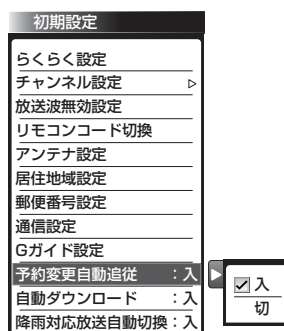 初期設定
らくらく設定
チャンネル設定
放送波無効設定
リモコンコード切換
アンテナ設定
居住地域設定
郵便番号設定
通信設定
Gガイド設定
予約変更自動追従 :入
自動ダウンロード :入
降雨対応放送自動切換:入
入
切